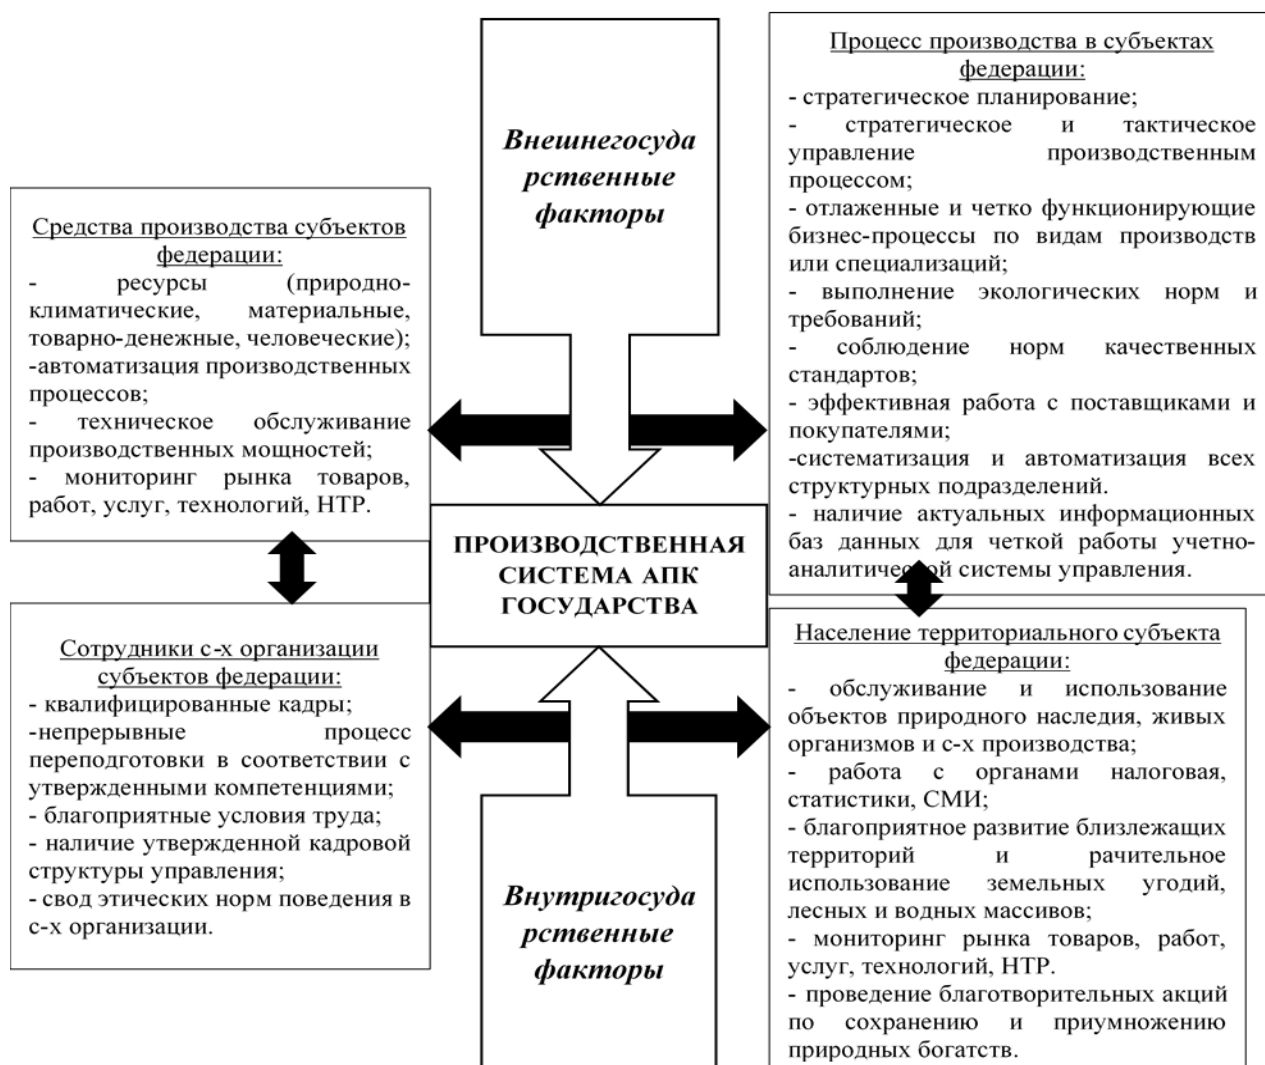 Внешнегосуда
рственные
факторы
Процесс производства в субъектах
федерации:
- стратегическое планирование;
- стратегическое и тактическое
управление производственным
процессом;
- отлаженные и четко функционирующие
бизнес-процессы по видам производств
или специализаций;
- выполнение экологических норм и
требований;
- соблюдение норм качественных
стандартов;
- эффективная работа с поставщиками и
покупателями;
-систематизация и автоматизация всех
структурных подразделений.
- наличие актуальных информационных
баз данных для четкой работы учетно-
аналитической системы управления.
Средства производства субъектов
федерации:
- ресурсы (природно-
климатические, материальные,
товарно-денежные, человеческие);
-автоматизация производственных
процессов;
- техническое обслуживание
производственных мощностей;
- мониторинг рынка товаров,
работ, услуг, технологий, НТР.
ПРОИЗВОДСТВЕННАЯ
СИСТЕМА АПК
ГОСУДАРСТВА
Сотрудники с-х организации
субъектов федерации:
- квалифицированные кадры;
-непрерывные процесс
переподготовки в соответствии с
утвержденными компетенциями;
- благоприятные условия труда;
- наличие утвержденной кадровой
структуры управления;
- свод этических норм поведения в
с-х организации.
Население территориального субъекта
федерации:
- обслуживание и использование
объектов природного наследия, живых
организмов и с-х производства;
- работа с органами налоговая,
статистики, СМИ;
- благоприятное развитие близлежащих
территорий и рачительное
использование земельных угодий,
лесных и водных массивов;
- мониторинг рынка товаров, работ,
услуг, технологий, НТР.
- проведение благотворительных акций
по сохранению и приумножению
природных богатств.
Внутригосуда
рственные
факторы